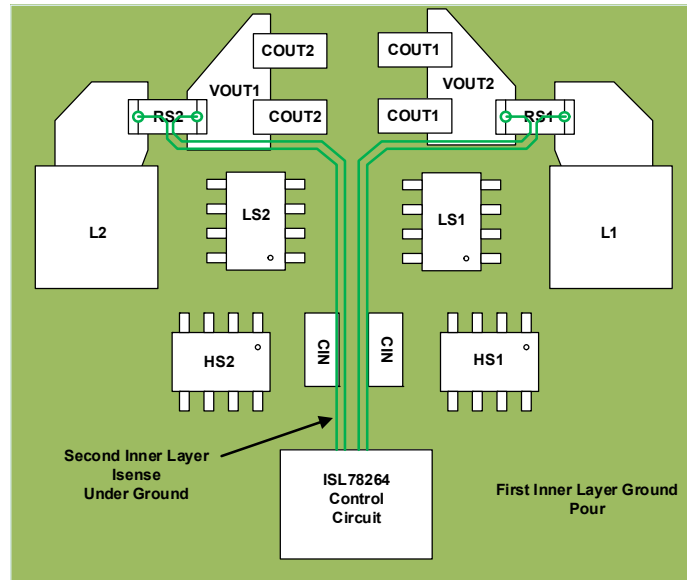 COUT2
COUT1
VOUT1
VOUT2
COUT2
COUT1
RS2
RS1
LS2
LS1
L2
L1
CIN
CIN
HS2
HS1
Second Inner Layer
Isense
Under Ground
ISL78264
Control
Circuit
First Inner Layer Ground
Pour